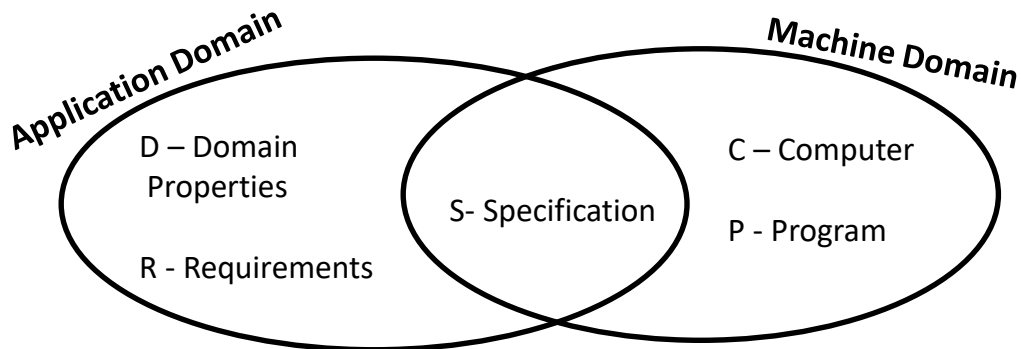 Application Domain
Machine Domain
D – Domain
Properties
C – Computer
S- Specification
P - Program
R - Requirements